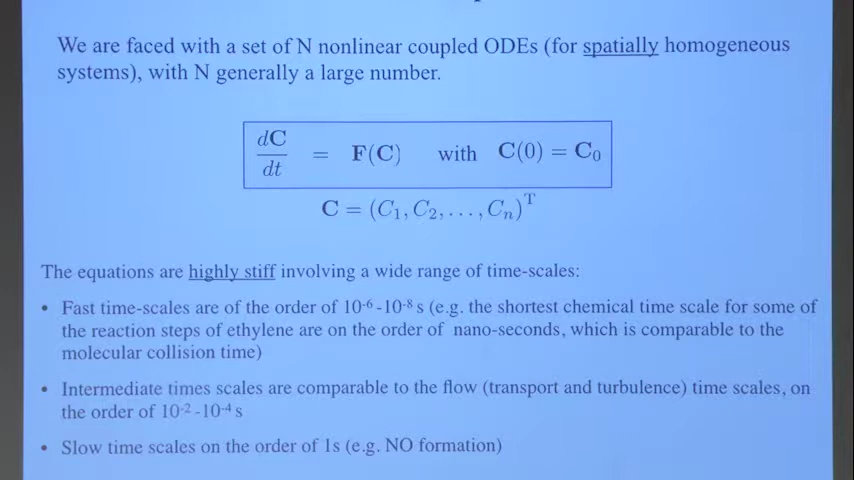 We are faced with a set of N nonlinear coupled ODEs (for spatially homogeneous
systems), with N generally a large number.
dC/dt = F(C) with C(0) = C₀
C = (C₁, C₂, . . . , Cₙ)ᵀ
The equations are highly stiff involving a wide range of time-scales:
• Fast time-scales are of the order of 10⁻⁶ -10⁻⁸ s (e.g. the shortest chemical time scale for some of
the reaction steps of ethylene are on the order of nano-seconds, which is comparable to the
molecular collision time)
• Intermediate times scales are comparable to the flow (transport and turbulence) time scales, on
the order of 10⁻² -10⁻⁴ s
• Slow time scales on the order of 1s (e.g. NO formation)